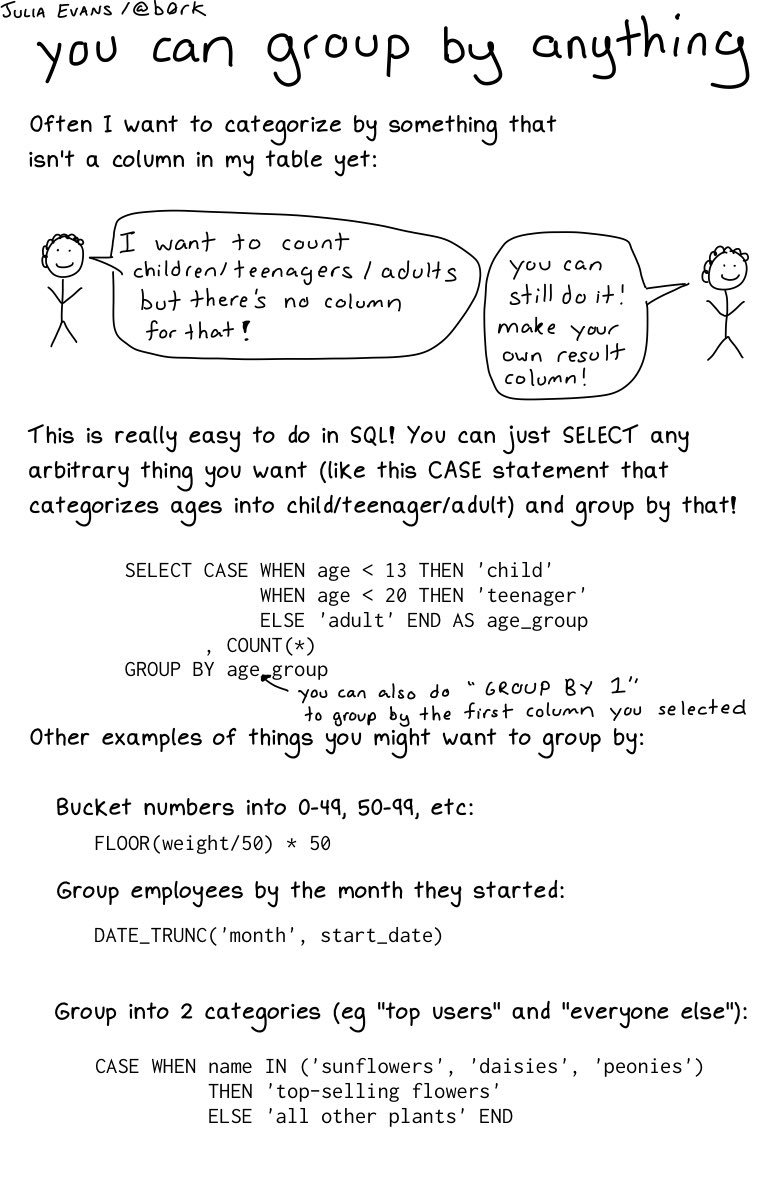 JULIA EVANS / @b0rk
you can group by anything
Often I want to categorize by something that
isn't a column in my table yet:
I want to count
children/teenagers/adults
but there's no column
for that!
you can
still do it!
make your
own result
column!
This is really easy to do in SQL! You can just SELECT any
arbitrary thing you want (like this CASE statement that
categorizes ages into child/teenager/adult) and group by that!
SELECT CASE WHEN age < 13 THEN 'child'
WHEN age < 20 THEN 'teenager'
ELSE 'adult' END AS age_group
, COUNT(*)
GROUP BY age_group
you can also do "GROUP BY 1"
to group by the first column you selected
Other examples of things you might want to group by:
Bucket numbers into 0-49, 50-99, etc:
FLOOR(weight/50) * 50
Group employees by the month they started:
DATE_TRUNC('month', start_date)
Group into 2 categories (eg "top users" and "everyone else"):
CASE WHEN name IN ('sunflowers', 'daisies', 'peonies')
THEN 'top-selling flowers'
ELSE 'all other plants' END